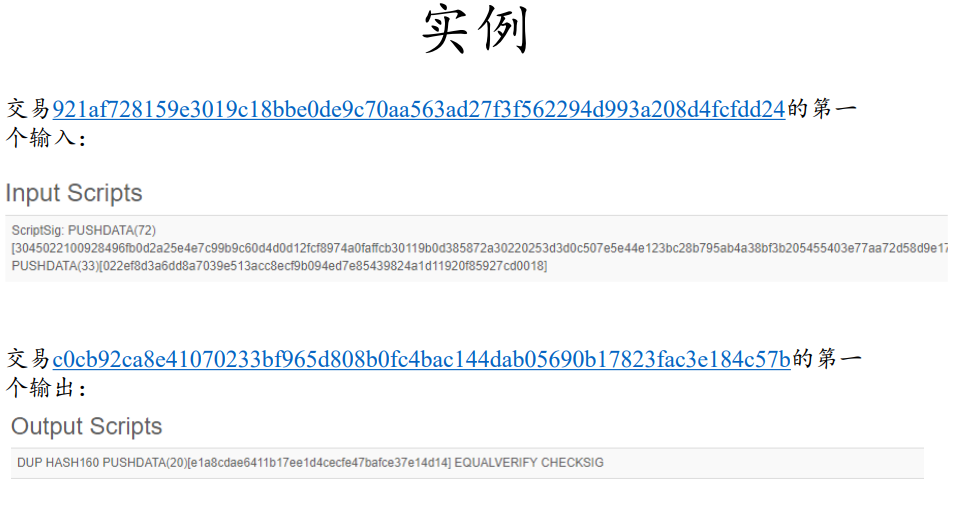 实例
交易921af728159e3019c18bbe0de9c70aa563ad27f3f562294d993a208d4fcfdd24的第一
个输入：
Input Scripts
ScriptSig: PUSHDATA(72)
[3045022100928496fb0d2a25e4e7c99b9c60d4d0d12fcf8974a0faffcb30119b0d385872a30220253d3d0c507e5e44e123bc28b795ab4a38bf3b205455403e77aa72d58d9e17
PUSHDATA(33)[022ef8d3a6dd8a7039e513acc8ecf9b094ed7e85439824a1d11920f85927cd0018]
交易c0cb92ca8e41070233bf965d808b0fc4bac144dab05690b17823fac3e184c57b的第一
个输出：
Output Scripts
DUP HASH160 PUSHDATA(20)[e1a8cdae6411b17ee1d4cecfe47bafce37e14d14] EQUALVERIFY CHECKSIG